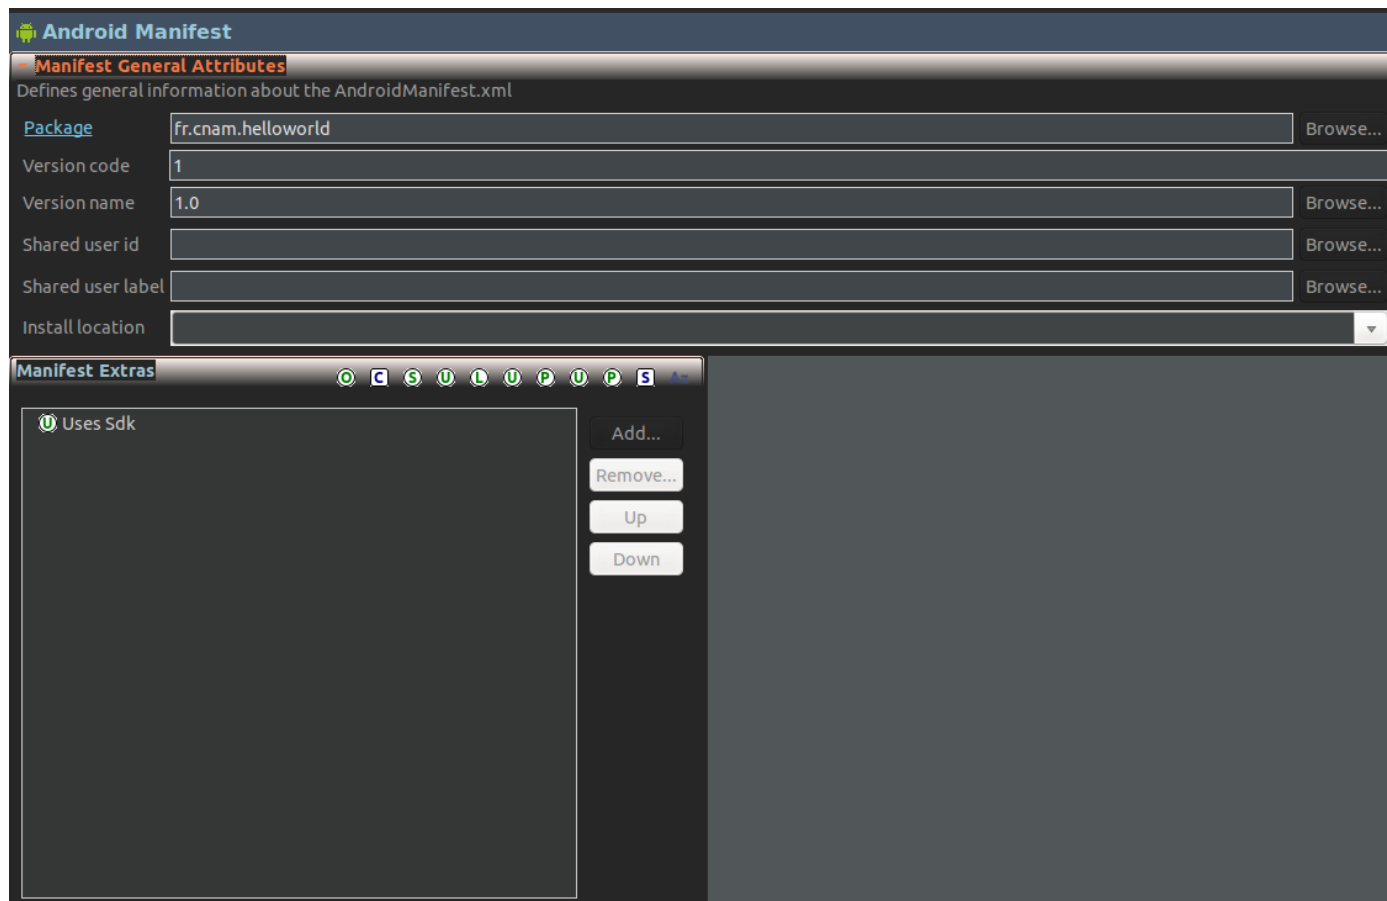 Android Manifest
Manifest General Attributes
Defines general information about the AndroidManifest.xml
Package fr.cnam.helloworld Browse...
Version code 1
Version name 1.0 Browse...
Shared user id Browse...
Shared user label Browse...
Install location
Manifest Extras O C S U L U P U P S
U Uses Sdk
Add...
Remove...
Up
Down